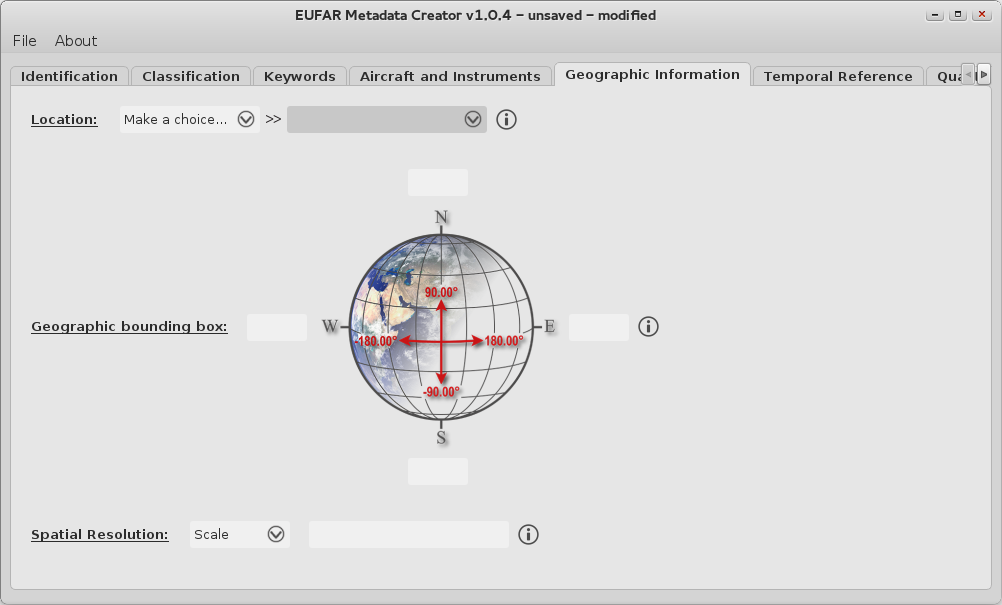 EUFAR Metadata Creator v1.0.4 – unsaved – modified
File About
Identification Classification Keywords Aircraft and Instruments Geographic Information Temporal Reference Qua
Location: Make a choice... >>
N
90.00°
Geographic bounding box: W E
-180.00° 180.00°
-90.00°
S
Spatial Resolution: Scale